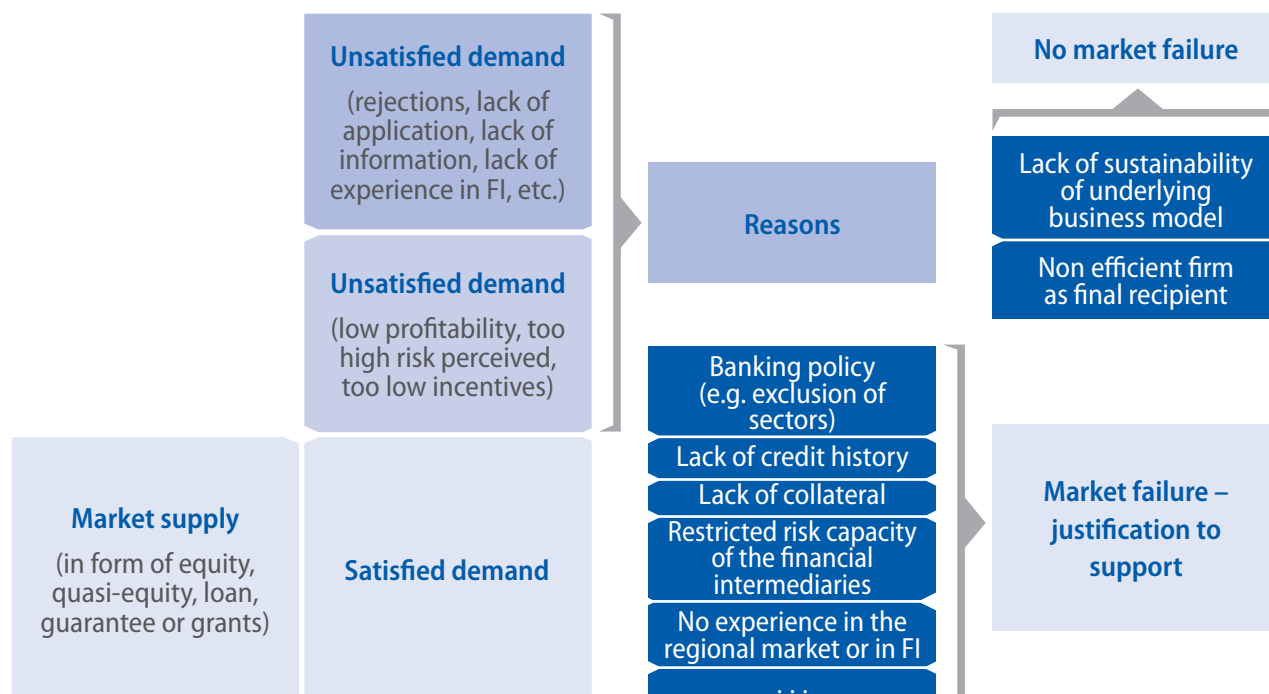 Unsatisfied demand
(rejections, lack of
application, lack of
information, lack of
experience in FI, etc.)
Unsatisfied demand
(low profitability, too
high risk perceived,
too low incentives)
Market supply
(in form of equity,
quasi-equity, loan,
guarantee or grants)
Satisfied demand
Reasons
Banking policy
(e.g. exclusion of
sectors)
Lack of credit history
Lack of collateral
Restricted risk capacity
of the financial
intermediaries
No experience in the
regional market or in FI
No market failure
Lack of sustainability
of underlying
business model
Non efficient firm
as final recipient
Market failure –
justification to
support